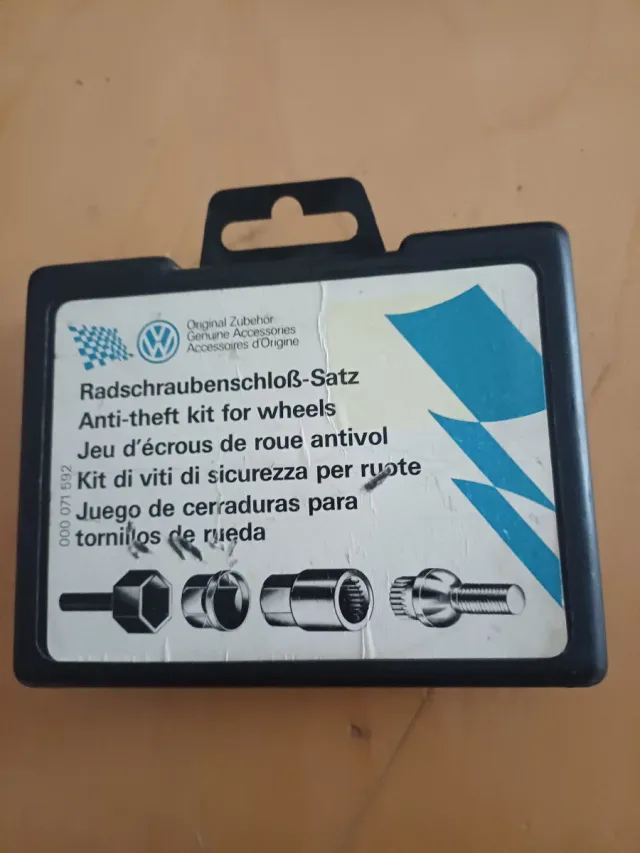 Original Zubehör
Genuine Accessories
Accessoires d'Origine
Radschraubenschloß-Satz
Anti-theft kit for wheels
Jeu d'écrous de roue antivol
Kit di viti di sicurezza per ruote
Juego de cerraduras para
tornillos de rueda
000 071 592